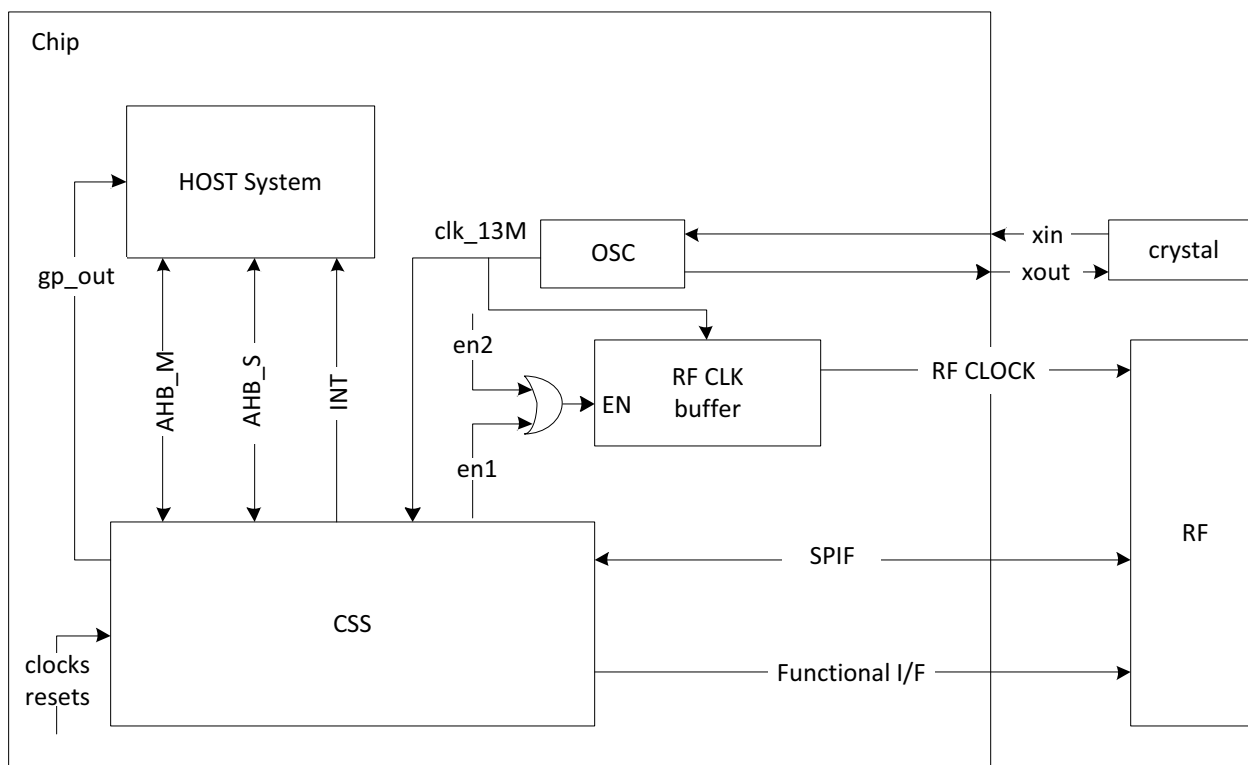 Chip
HOST System
gp_out
AHB_M
AHB_S
INT
clk_13M
OSC
xin
xout
crystal
en2
en1
EN
RF CLK
buffer
RF CLOCK
RF
SPIF
CSS
Functional I/F
clocks
resets